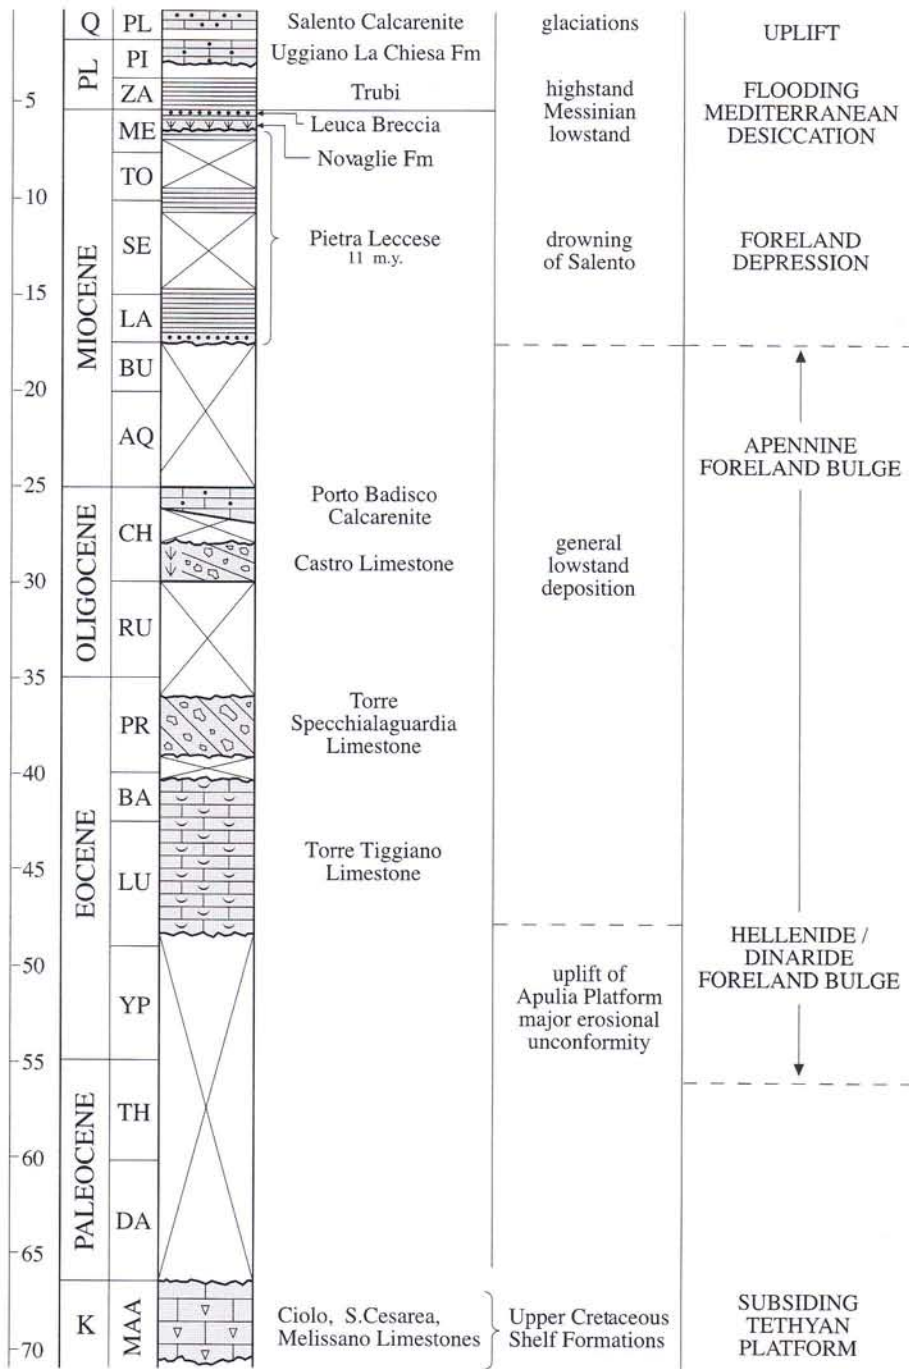 Q
PL
Salento Calcarenite
glaciations
UPLIFT
PL
PI
Uggiano La Chiesa Fm
ZA
Trubi
highstand
Messinian
lowstand
FLOODING
MEDITERRANEAN
DESICCATION
-5
ME
Leuca Breccia
Novaglie Fm
MIOCENE
TO
-10
SE
Pietra Leccese
11 m.y.
drowning
of Salento
FORELAND
DEPRESSION
-15
LA
BU
-20
AQ
APENNINE
FORELAND BULGE
-25
OLIGOCENE
CH
Porto Badisco
Calcarenite
Castro Limestone
general
lowstand
deposition
-30
RU
-35
EOCENE
PR
Torre
Specchialaguardia
Limestone
-40
BA
LU
Torre Tiggiano
Limestone
-45
HELLENIDE /
DINARIDE
FORELAND BULGE
-50
YP
uplift of
Apulia Platform
major erosional
unconformity
-55
PALEOCENE
TH
-60
DA
-65
K
MAA
Ciolo, S.Cesarea,
Melissano Limestones
Upper Cretaceous
Shelf Formations
SUBSIDING
TETHYAN
PLATFORM
-70